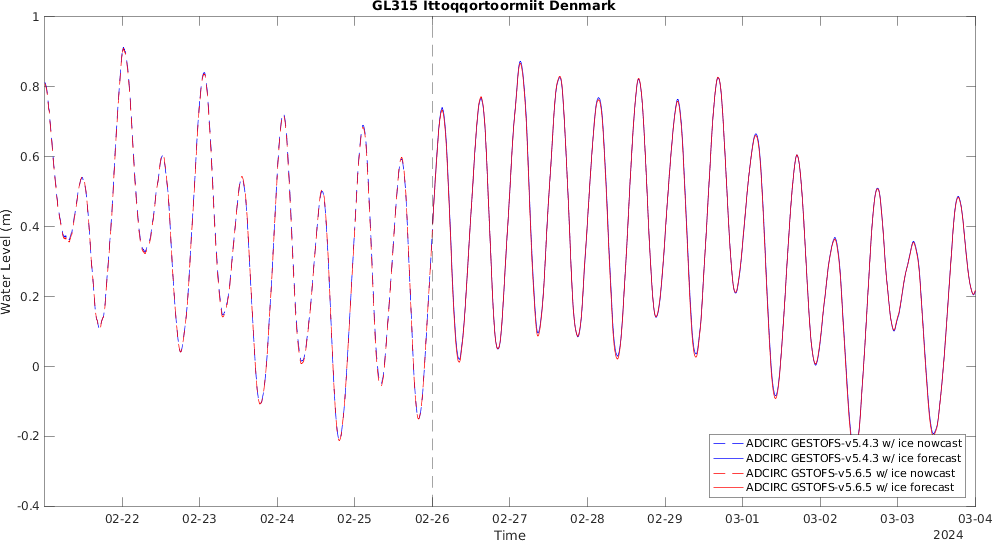 GL315 Ittoqqortoormiit Denmark
1
0.8
0.6
0.4
0.2
0
-0.2
-0.4
Water Level (m)
ADCIRC GESTOFS-v5.4.3 w/ ice nowcast
ADCIRC GESTOFS-v5.4.3 w/ ice forecast
ADCIRC GSTOFS-v5.6.5 w/ ice nowcast
ADCIRC GSTOFS-v5.6.5 w/ ice forecast
02-22 02-23 02-24 02-25 02-26 02-27 02-28 02-29 03-01 03-02 03-03 03-04
Time
2024